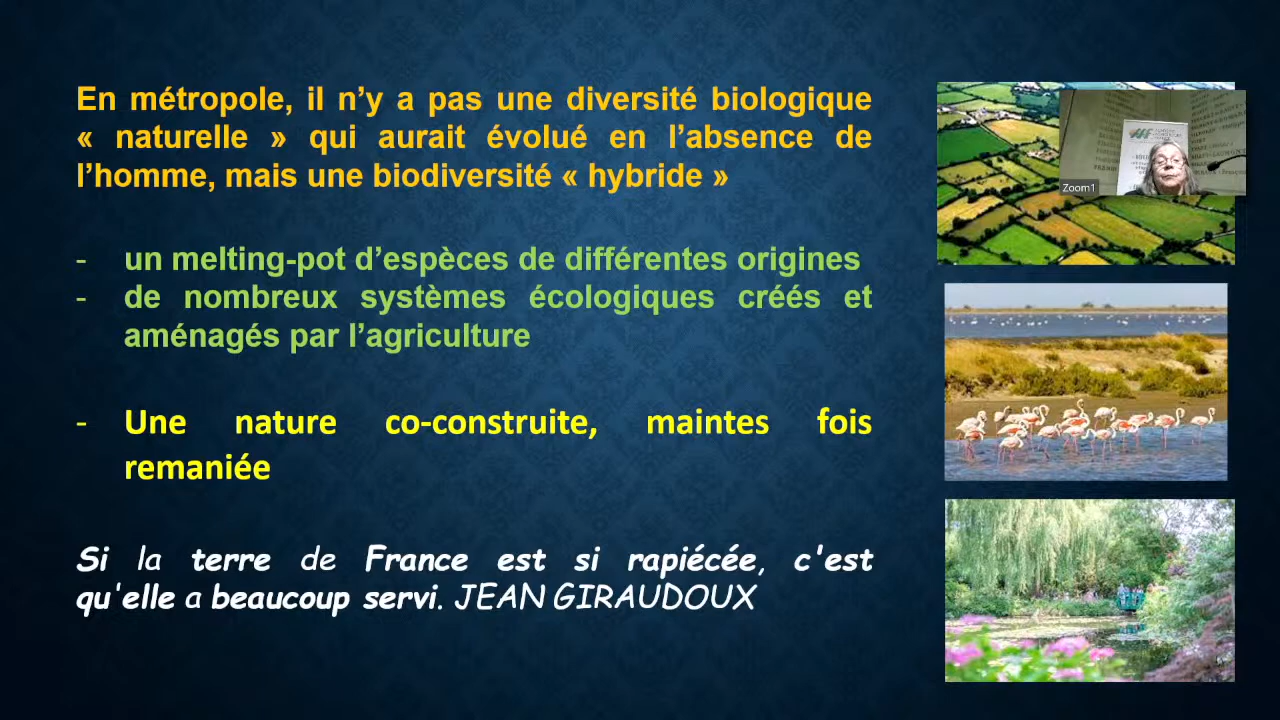 En métropole, il n’y a pas une diversité biologique
« naturelle » qui aurait évolué en l’absence de
l’homme, mais une biodiversité « hybride »
- un melting-pot d’espèces de différentes origines
- de nombreux systèmes écologiques créés et
aménagés par l’agriculture
- Une nature co-construite, maintes fois
remaniée
Si la terre de France est si rapiécée, c'est
qu'elle a beaucoup servi. JEAN GIRAUDOUX
Zoom1